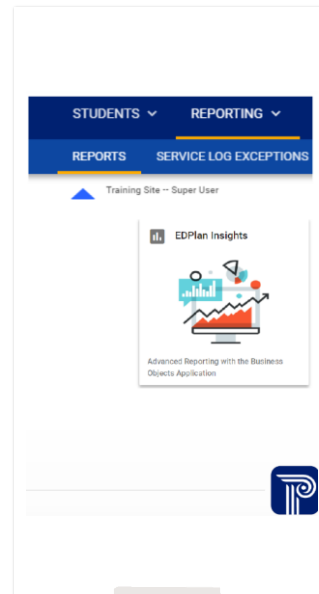 STUDENTS REPORTING
REPORTS SERVICE LOG EXCEPTIONS
Training Site -- Super User
EDPlan Insights
Advanced Reporting with the Business
Objects Application